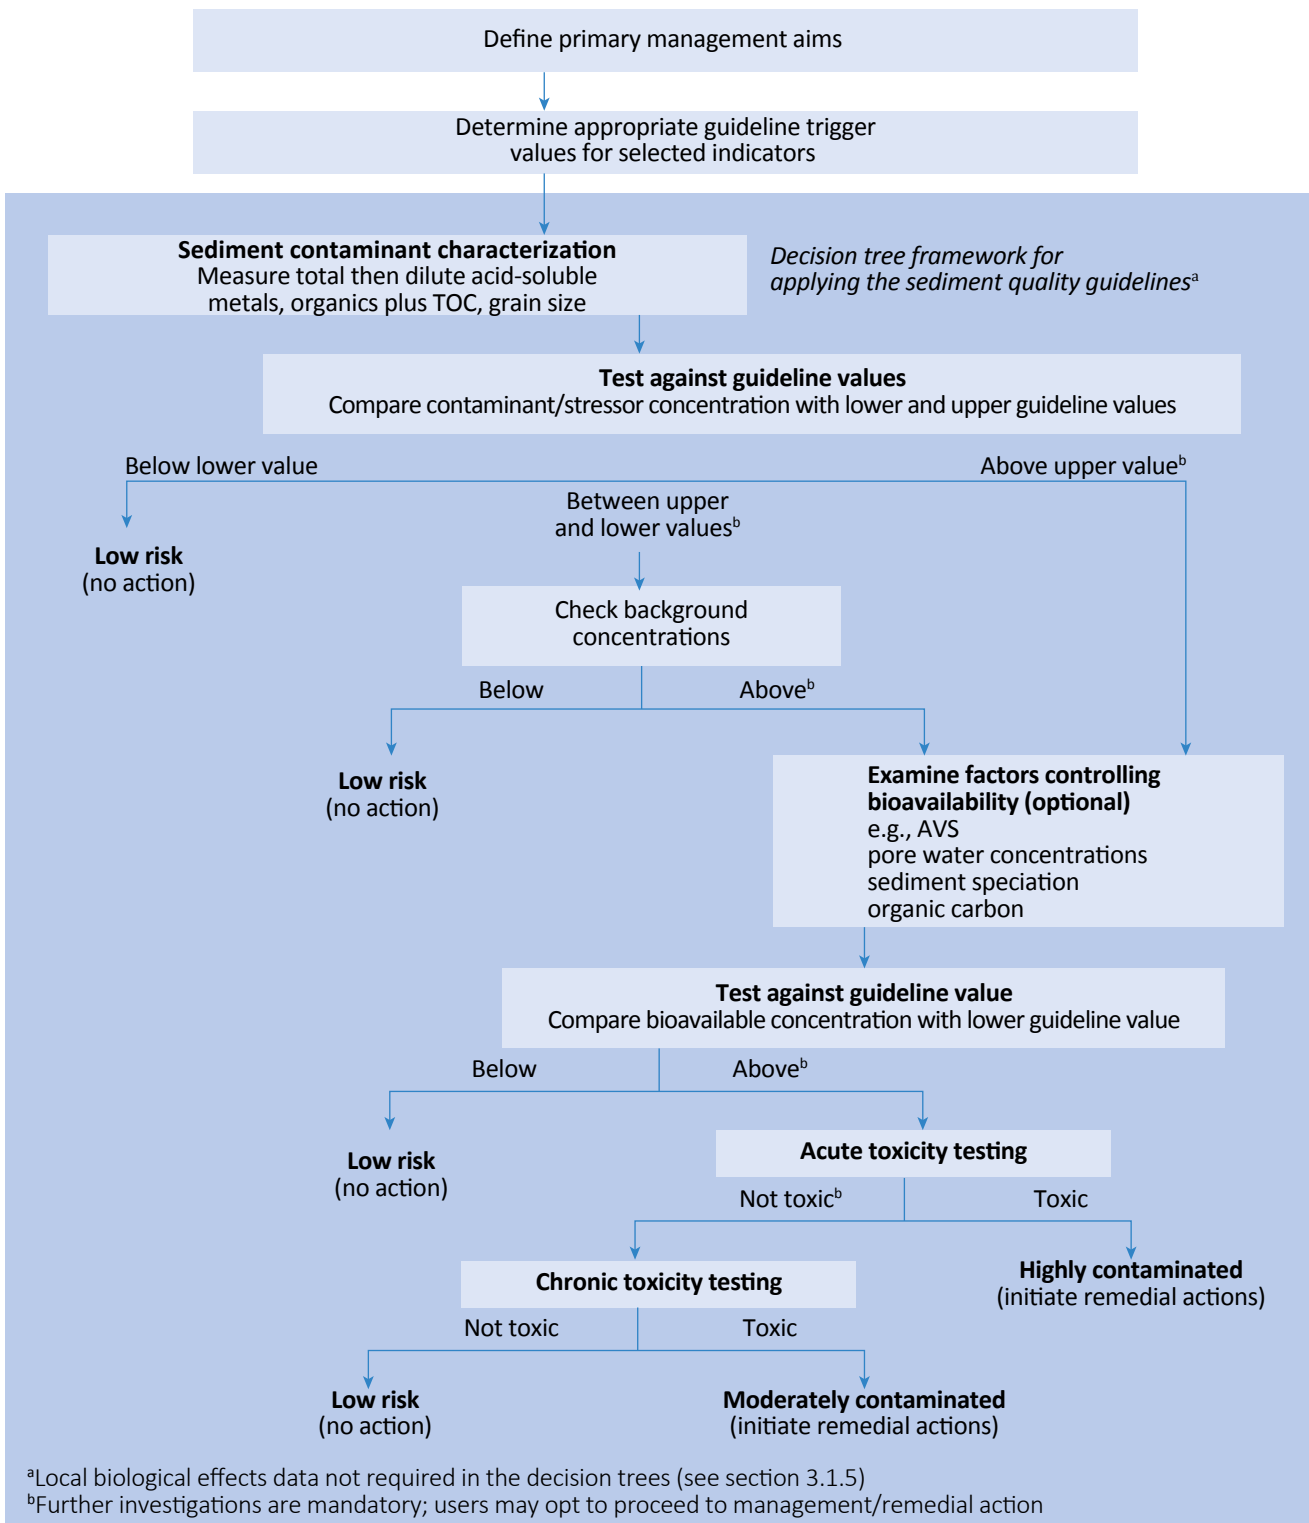 Define primary management aims
Determine appropriate guideline trigger
values for selected indicators
Sediment contaminant characterization
Measure total then dilute acid-soluble
metals, organics plus TOC, grain size
Decision tree framework for
applying the sediment quality guidelinesᵃ
Test against guideline values
Compare contaminant/stressor concentration with lower and upper guideline values
Below lower value
Above upper valueᵇ
Between upper
and lower valuesᵇ
Low risk
(no action)
Check background
concentrations
Below
Aboveᵇ
Low risk
(no action)
Examine factors controlling
bioavailability (optional)
e.g., AVS
pore water concentrations
sediment speciation
organic carbon
Test against guideline value
Compare bioavailable concentration with lower guideline value
Below
Aboveᵇ
Low risk
(no action)
Acute toxicity testing
Not toxicᵇ
Toxic
Highly contaminated
(initiate remedial actions)
Chronic toxicity testing
Not toxic
Toxic
Low risk
(no action)
Moderately contaminated
(initiate remedial actions)
ᵃLocal biological effects data not required in the decision trees (see section 3.1.5)
ᵇFurther investigations are mandatory; users may opt to proceed to management/remedial action